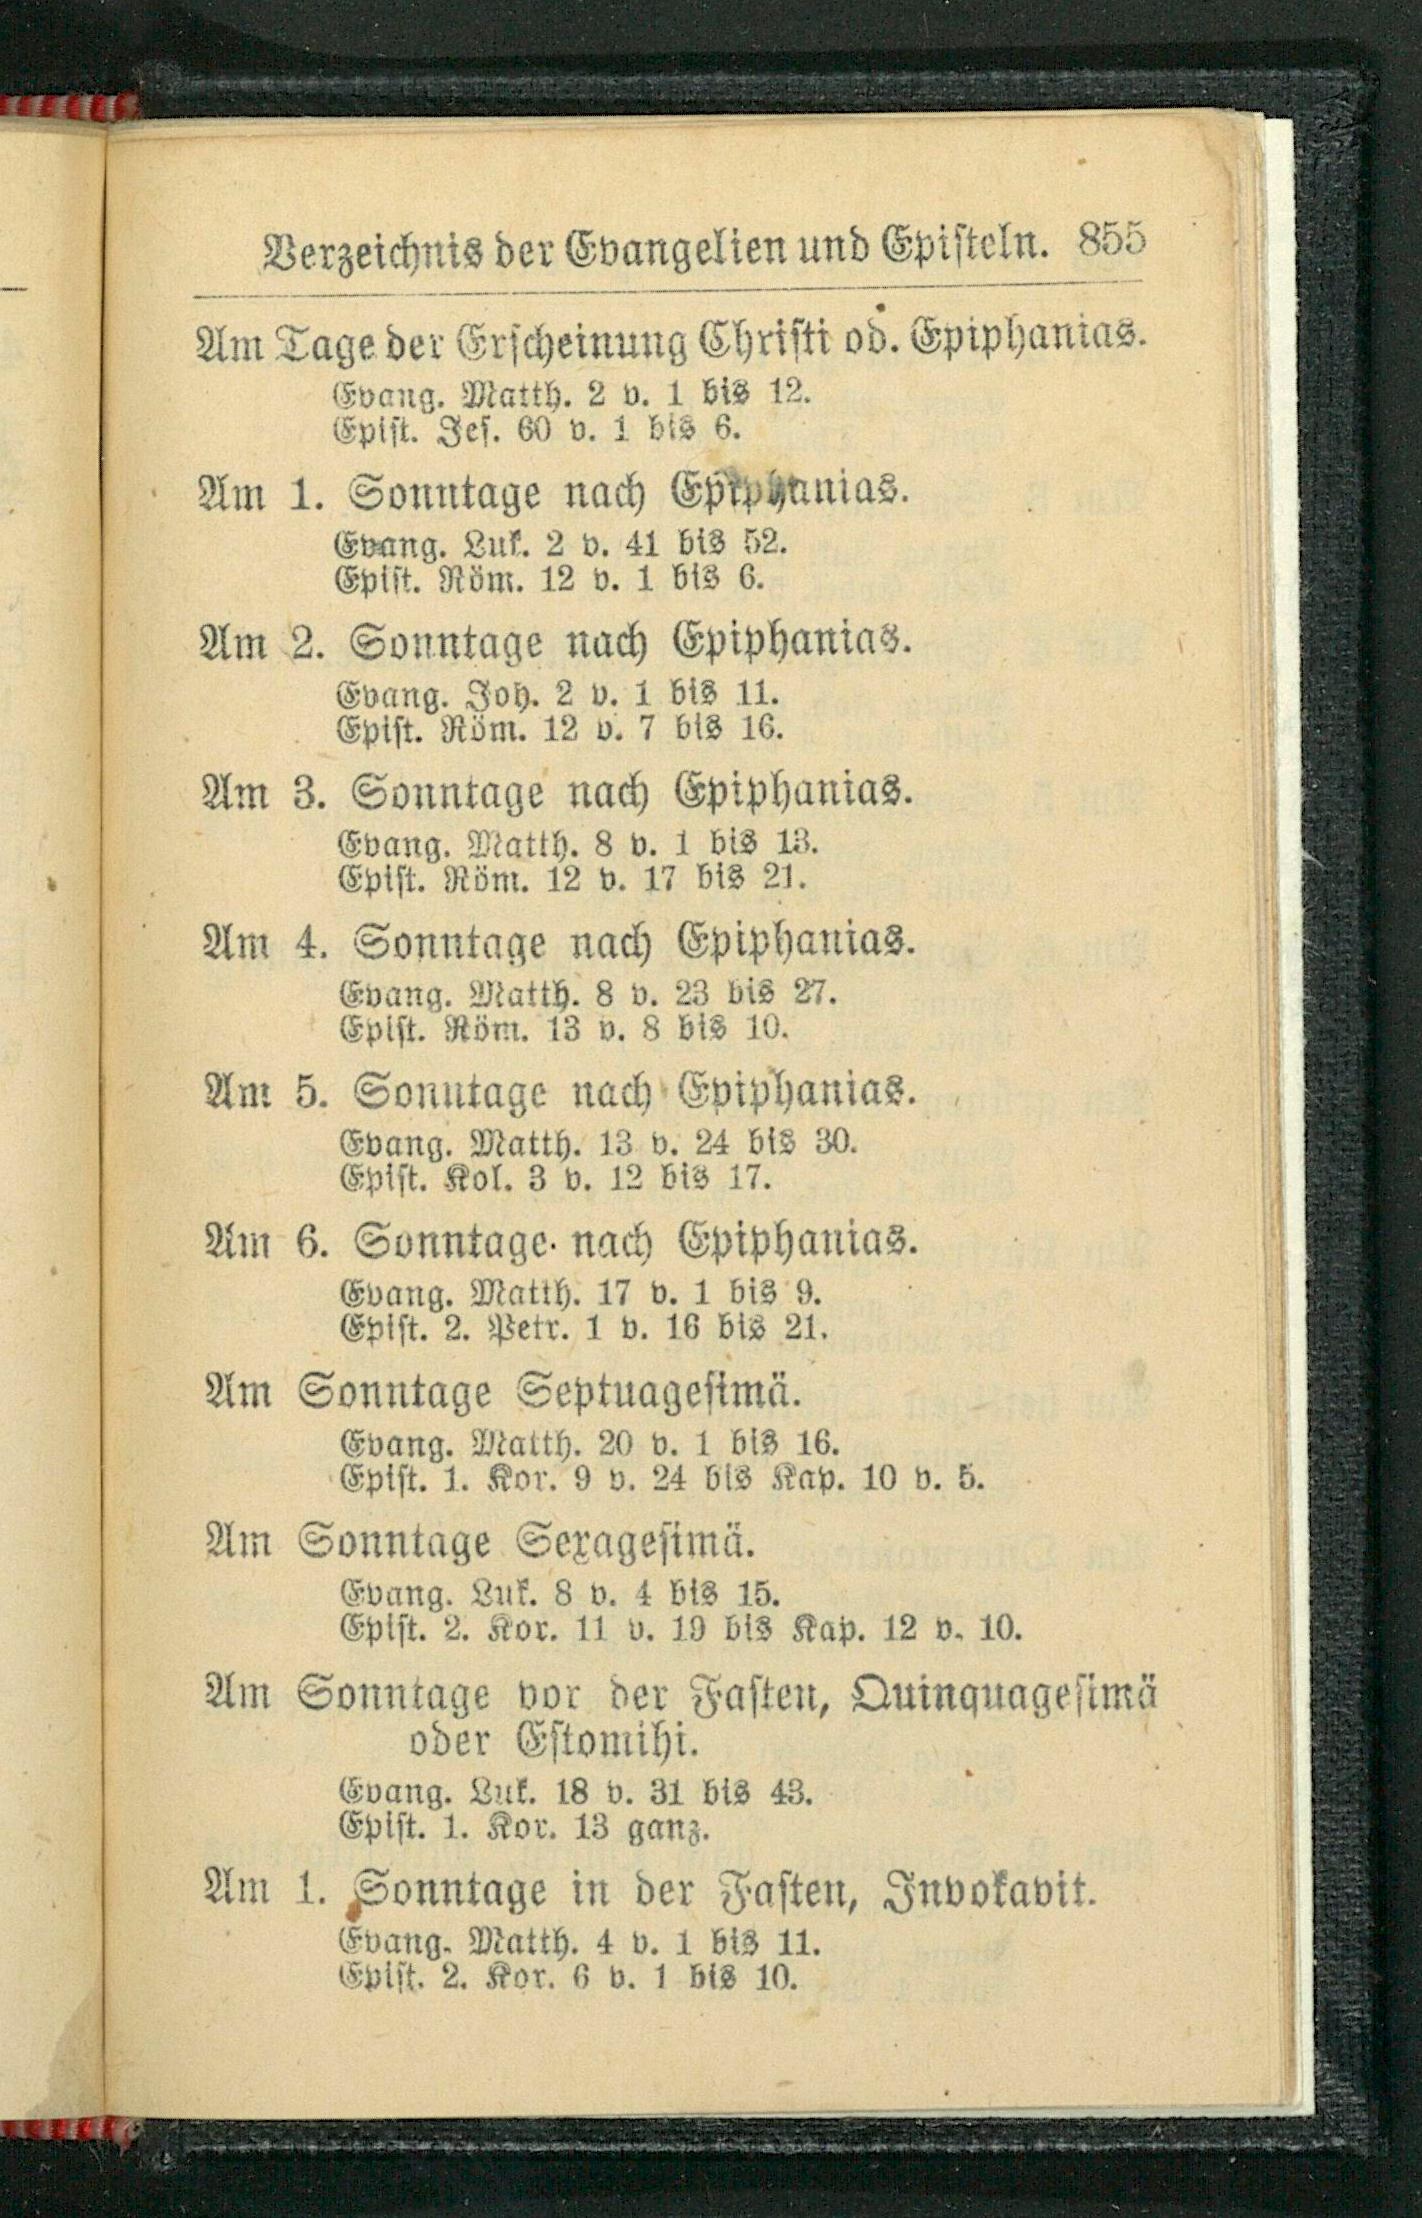 Verzeichnis der Evangelien und Episteln. 855
Am Tage der Erscheinung Christi od. Epiphanias.
Evang. Matth. 2 v. 1 bis 12.
Epist. Jes. 60 v. 1 bis 6.
Am 1. Sonntage nach Epiphanias.
Evang. Luk. 2 v. 41 bis 52.
Epist. Röm. 12 v. 1 bis 6.
Am 2. Sonntage nach Epiphanias.
Evang. Joh. 2 v. 1 bis 11.
Epist. Röm. 12 v. 7 bis 16.
Am 3. Sonntage nach Epiphanias.
Evang. Matth. 8 v. 1 bis 13.
Epist. Röm. 12 v. 17 bis 21.
Am 4. Sonntage nach Epiphanias.
Evang. Matth. 8 v. 23 bis 27.
Epist. Röm. 13 v. 8 bis 10.
Am 5. Sonntage nach Epiphanias.
Evang. Matth. 13 v. 24 bis 30.
Epist. Kol. 3 v. 12 bis 17.
Am 6. Sonntage nach Epiphanias.
Evang. Matth. 17 v. 1 bis 9.
Epist. 2. Petr. 1 v. 16 bis 21.
Am Sonntage Septuagesimä.
Evang. Matth. 20 v. 1 bis 16.
Epist. 1. Kor. 9 v. 24 bis Kap. 10 v. 5.
Am Sonntage Sexagesimä.
Evang. Luk. 8 v. 4 bis 15.
Epist. 2. Kor. 11 v. 19 bis Kap. 12 v. 10.
Am Sonntage vor der Fasten, Quinquagesimä
oder Estomihi.
Evang. Luk. 18 v. 31 bis 43.
Epist. 1. Kor. 13 ganz.
Am 1. Sonntage in der Fasten, Invokavit.
Evang. Matth. 4 v. 1 bis 11.
Epist. 2. Kor. 6 v. 1 bis 10.